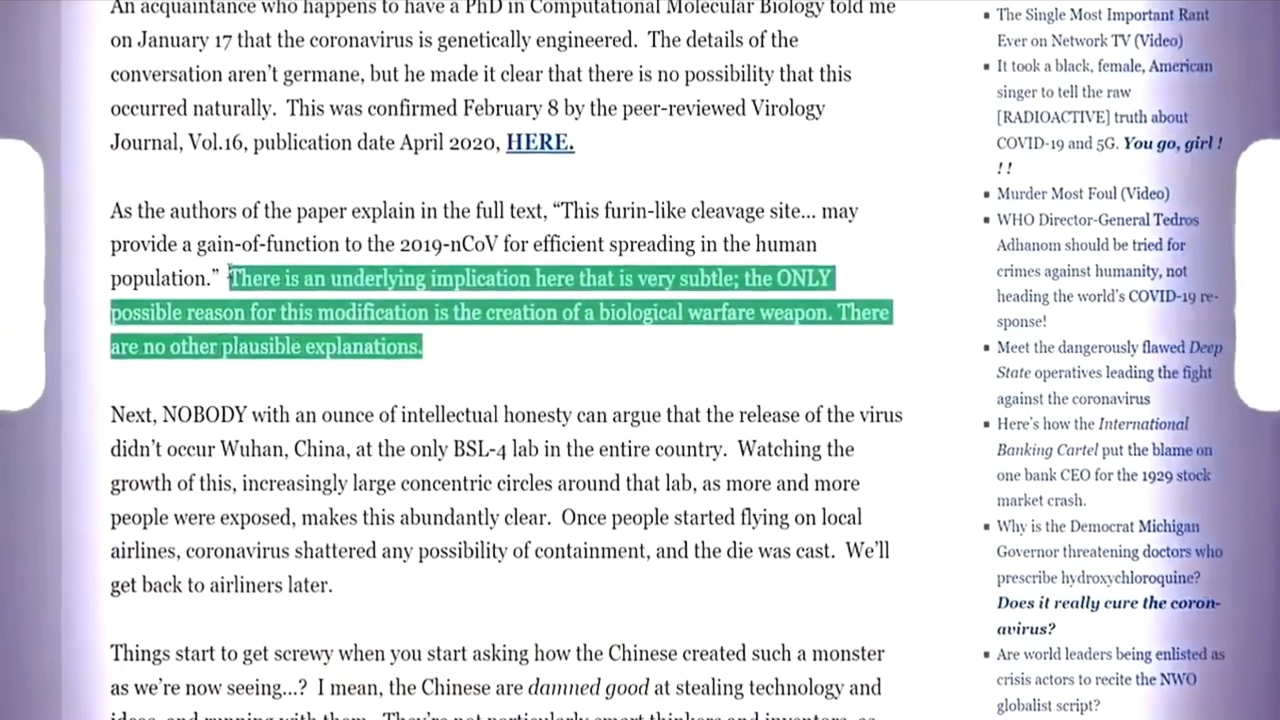 An acquaintance who happens to have a PhD in Computational Molecular Biology told me
on January 17 that the coronavirus is genetically engineered.  The details of the
conversation aren't germane, but he made it clear that there is no possibility that this
occurred naturally.  This was confirmed February 8 by the peer-reviewed Virology
Journal, Vol.16, publication date April 2020, HERE.
As the authors of the paper explain in the full text, “This furin-like cleavage site... may
provide a gain-of-function to the 2019-nCoV for efficient spreading in the human
population.”  There is an underlying implication here that is very subtle; the ONLY
possible reason for this modification is the creation of a biological warfare weapon. There
are no other plausible explanations.
Next, NOBODY with an ounce of intellectual honesty can argue that the release of the virus
didn't occur Wuhan, China, at the only BSL-4 lab in the entire country.  Watching the
growth of this, increasingly large concentric circles around that lab, as more and more
people were exposed, makes this abundantly clear.  Once people started flying on local
airlines, coronavirus shattered any possibility of containment, and the die was cast.  We'll
get back to airliners later.
Things start to get screwy when you start asking how the Chinese created such a monster
as we're now seeing...?  I mean, the Chinese are damned good at stealing technology and
The Single Most Important Rant
Ever on Network TV (Video)
It took a black, female, American
singer to tell the raw
[RADIOACTIVE] truth about
COVID-19 and 5G. You go, girl !
! !
Murder Most Foul (Video)
WHO Director-General Tedros
Adhanom should be tried for
crimes against humanity, not
heading the world's COVID-19 re-
sponse!
Meet the dangerously flawed Deep
State operatives leading the fight
against the coronavirus
Here's how the International
Banking Cartel put the blame on
one bank CEO for the 1929 stock
market crash.
Why is the Democrat Michigan
Governor threatening doctors who
prescribe hydroxychloroquine?
Does it really cure the coron-
avirus?
Are world leaders being enlisted as
crisis actors to recite the NWO
globalist script?